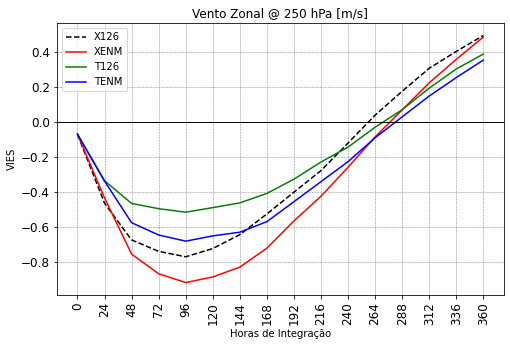 Vento Zonal @ 250 hPa [m/s]
X126
XENM
T126
TENM
VIES
0.4
0.2
0.0
−0.2
−0.4
−0.6
−0.8
0 24 48 72 96 120 144 168 192 216 240 264 288 312 336 360
Horas de Integração